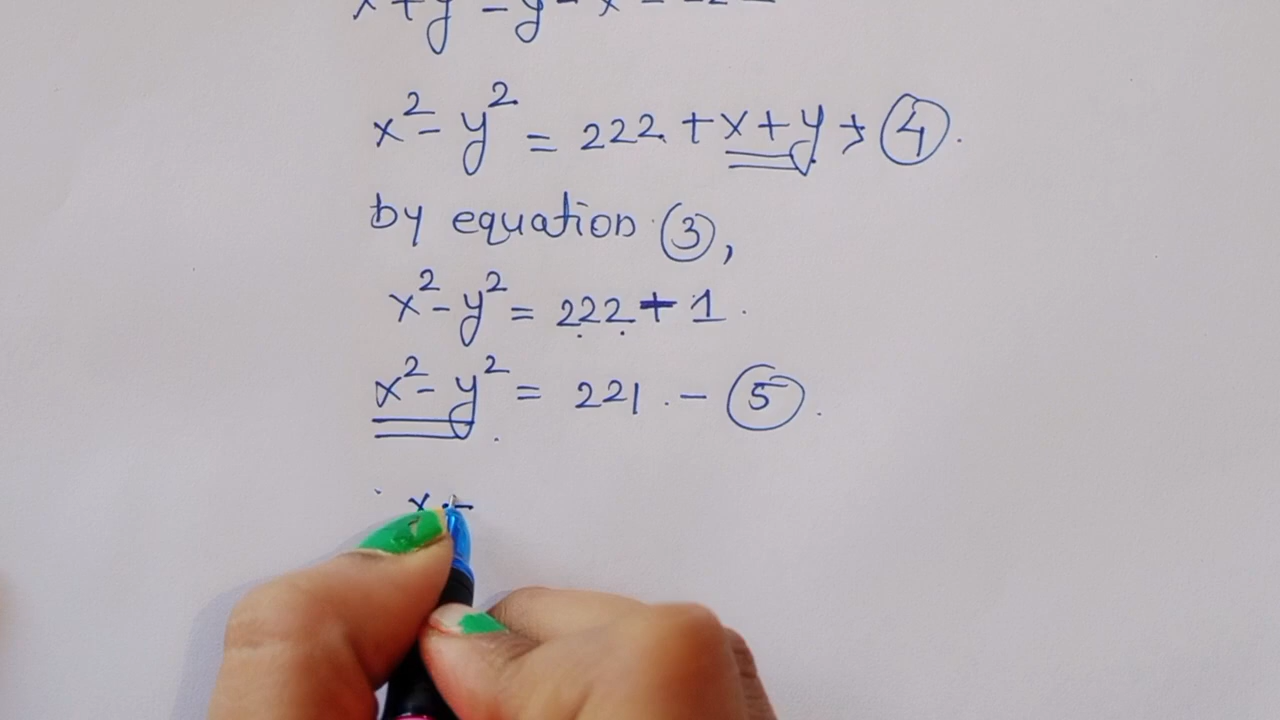 x² - y² = 222 + x + y → ④.
by equation ③,
x² - y² = 222 + 1.
x² - y² = 221. - ⑤.
x